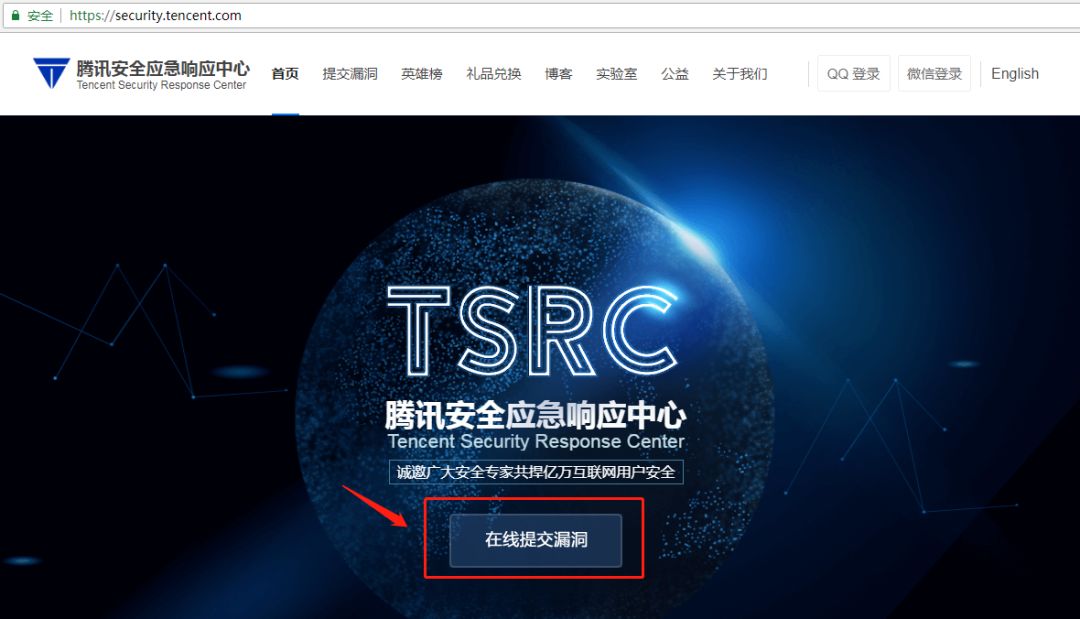 安全 https://security.tencent.com
腾讯安全应急响应中心
Tencent Security Response Center
首页 提交漏洞 英雄榜 礼品兑换 博客 实验室 公益 关于我们 QQ 登录 微信登录 English
TSRC
腾讯安全应急响应中心
Tencent Security Response Center
诚邀广大安全专家共捍亿万互联网用户安全
在线提交漏洞